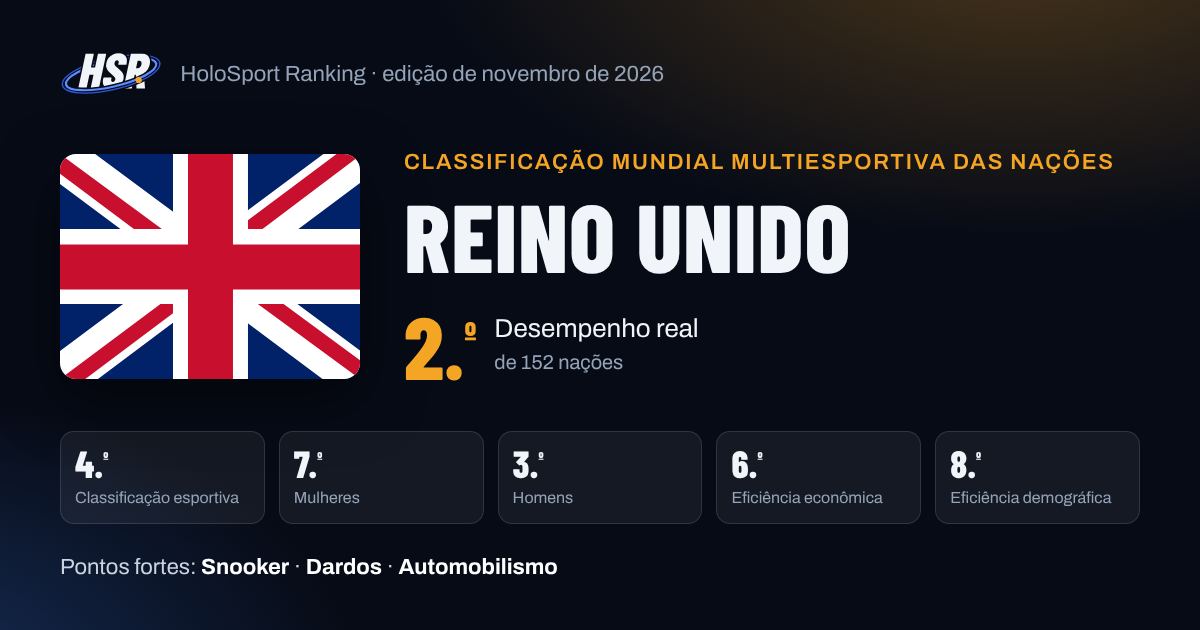 HSR
HoloSport Ranking · edição de novembro de 2026
CLASSIFICAÇÃO MUNDIAL MULTIESPORTIVA DAS NAÇÕES
REINO UNIDO
2.º
Desempenho real
de 152 nações
4.º
Classificação esportiva
7.º
Mulheres
3.º
Homens
6.º
Eficiência econômica
8.º
Eficiência demográfica
Pontos fortes: Snooker · Dardos · Automobilismo